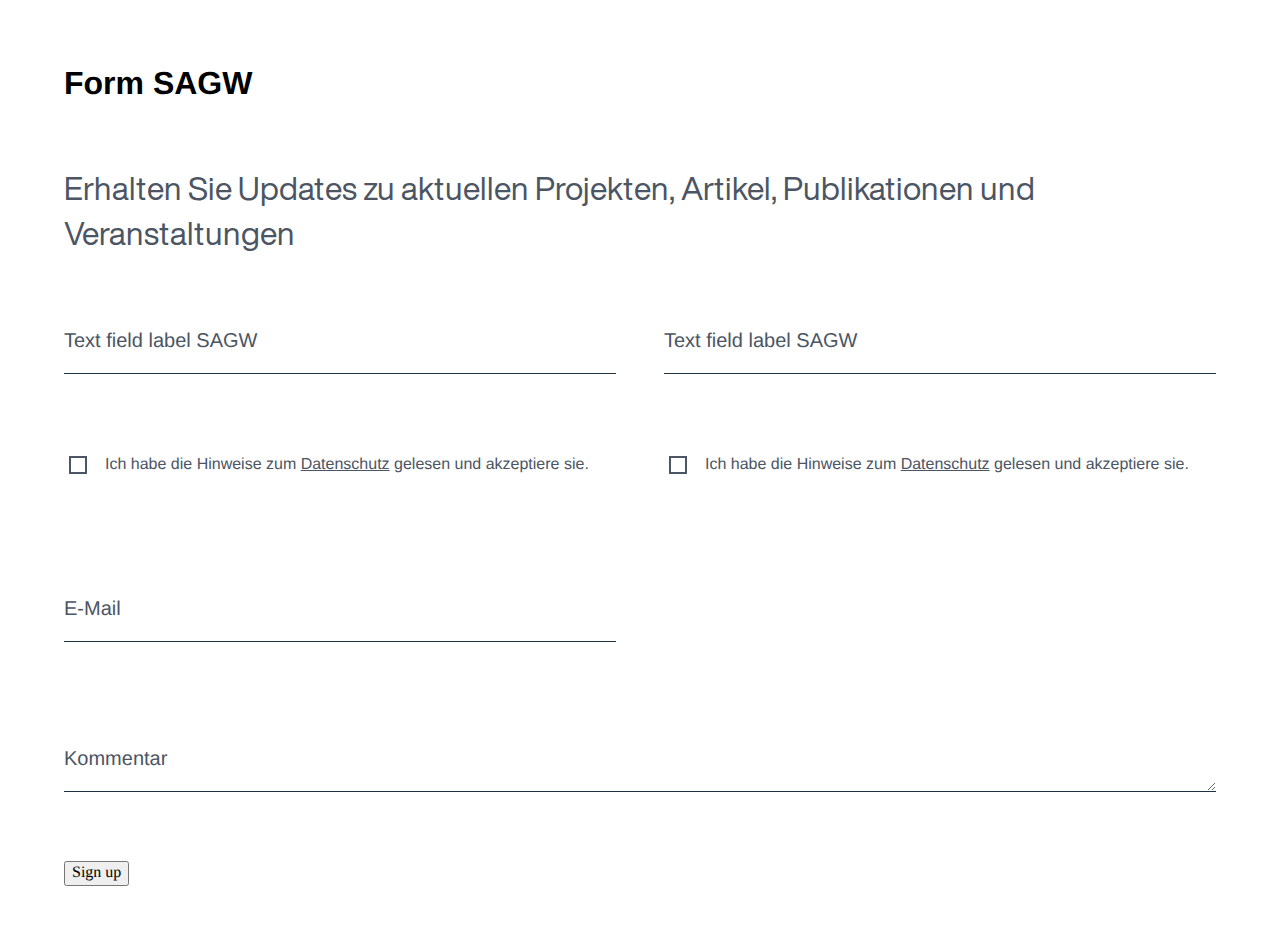 Form SAGW
Erhalten Sie Updates zu aktuellen Projekten, Artikel, Publikationen und
Veranstaltungen
Text field label SAGW
Text field label SAGW
Ich habe die Hinweise zum Datenschutz gelesen und akzeptiere sie.
Ich habe die Hinweise zum Datenschutz gelesen und akzeptiere sie.
E-Mail
Kommentar
Sign up